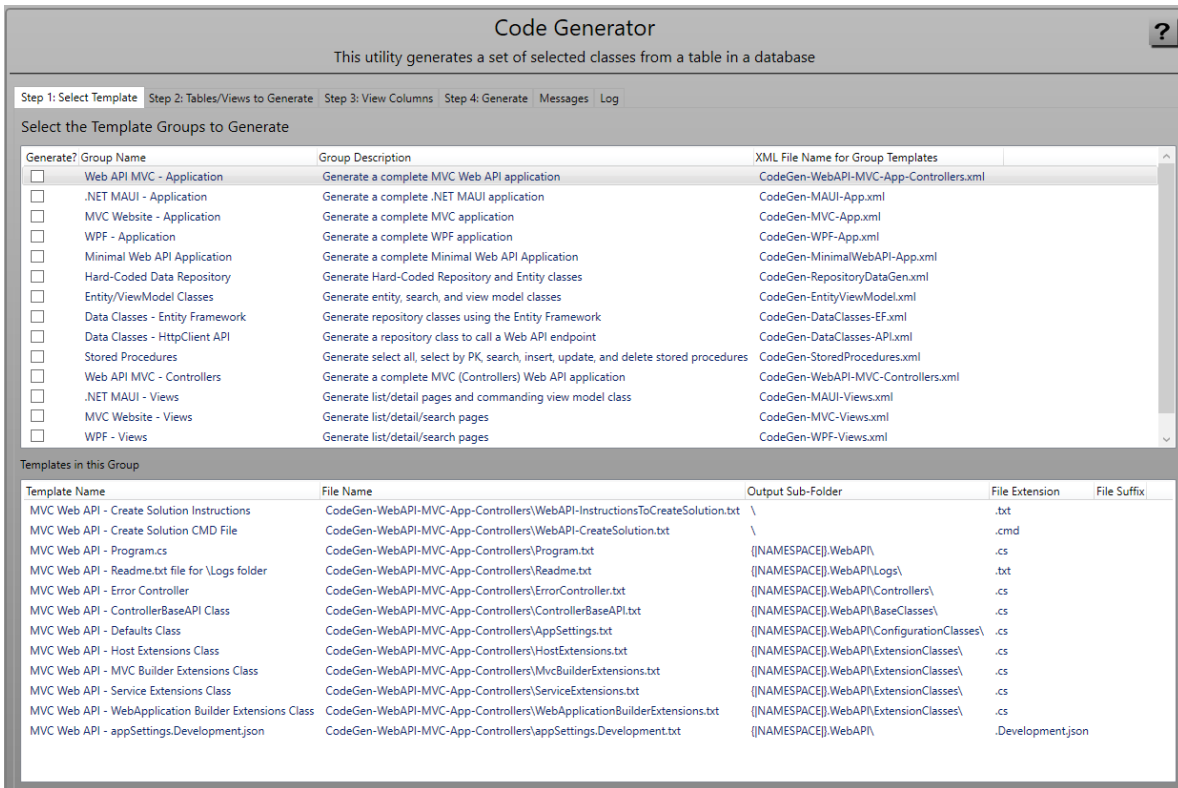 Code Generator
?
This utility generates a set of selected classes from a table in a database
Step 1: Select Template Step 2: Tables/Views to Generate Step 3: View Columns Step 4: Generate Messages Log
Select the Template Groups to Generate
Generate? Group Name Group Description XML File Name for Group Templates
Web API MVC - Application Generate a complete MVC Web API application CodeGen-WebAPI-MVC-App-Controllers.xml
.NET MAUI - Application Generate a complete .NET MAUI application CodeGen-MAUI-App.xml
MVC Website - Application Generate a complete MVC application CodeGen-MVC-App.xml
WPF - Application Generate a complete WPF application CodeGen-WPF-App.xml
Minimal Web API Application Generate a complete Minimal Web API Application CodeGen-MinimalWebAPI-App.xml
Hard-Coded Data Repository Generate Hard-Coded Repository and Entity classes CodeGen-RepositoryDataGen.xml
Entity/ViewModel Classes Generate entity, search, and view model classes CodeGen-EntityViewModel.xml
Data Classes - Entity Framework Generate repository classes using the Entity Framework CodeGen-DataClasses-EF.xml
Data Classes - HttpClient API Generate a repository class to call a Web API endpoint CodeGen-DataClasses-API.xml
Stored Procedures Generate select all, select by PK, search, insert, update, and delete stored procedures CodeGen-StoredProcedures.xml
Web API MVC - Controllers Generate a complete MVC (Controllers) Web API application CodeGen-WebAPI-MVC-Controllers.xml
.NET MAUI - Views Generate list/detail pages and commanding view model class CodeGen-MAUI-Views.xml
MVC Website - Views Generate list/detail/search pages CodeGen-MVC-Views.xml
WPF - Views Generate list/detail/search pages CodeGen-WPF-Views.xml
Templates in this Group
Template Name File Name Output Sub-Folder File Extension File Suffix
MVC Web API - Create Solution Instructions CodeGen-WebAPI-MVC-App-Controllers\WebAPI-InstructionsToCreateSolution.txt \ .txt
MVC Web API - Create Solution CMD File CodeGen-WebAPI-MVC-App-Controllers\WebAPI-CreateSolution.txt \ .cmd
MVC Web API - Program.cs CodeGen-WebAPI-MVC-App-Controllers\Program.txt {|NAMESPACE|}.WebAPI\ .cs
MVC Web API - Readme.txt file for \Logs folder CodeGen-WebAPI-MVC-App-Controllers\Readme.txt {|NAMESPACE|}.WebAPI\Logs\ .txt
MVC Web API - Error Controller CodeGen-WebAPI-MVC-App-Controllers\ErrorController.txt {|NAMESPACE|}.WebAPI\Controllers\ .cs
MVC Web API - ControllerBaseAPI Class CodeGen-WebAPI-MVC-App-Controllers\ControllerBaseAPI.txt {|NAMESPACE|}.WebAPI\BaseClasses\ .cs
MVC Web API - Defaults Class CodeGen-WebAPI-MVC-App-Controllers\AppSettings.txt {|NAMESPACE|}.WebAPI\ConfigurationClasses\ .cs
MVC Web API - Host Extensions Class CodeGen-WebAPI-MVC-App-Controllers\HostExtensions.txt {|NAMESPACE|}.WebAPI\ExtensionClasses\ .cs
MVC Web API - MVC Builder Extensions Class CodeGen-WebAPI-MVC-App-Controllers\MvcBuilderExtensions.txt {|NAMESPACE|}.WebAPI\ExtensionClasses\ .cs
MVC Web API - Service Extensions Class CodeGen-WebAPI-MVC-App-Controllers\ServiceExtensions.txt {|NAMESPACE|}.WebAPI\ExtensionClasses\ .cs
MVC Web API - WebApplication Builder Extensions Class CodeGen-WebAPI-MVC-App-Controllers\WebApplicationBuilderExtensions.txt {|NAMESPACE|}.WebAPI\ExtensionClasses\ .cs
MVC Web API - appSettings.Development.json CodeGen-WebAPI-MVC-App-Controllers\appSettings.Development.txt {|NAMESPACE|}.WebAPI\ .Development.json